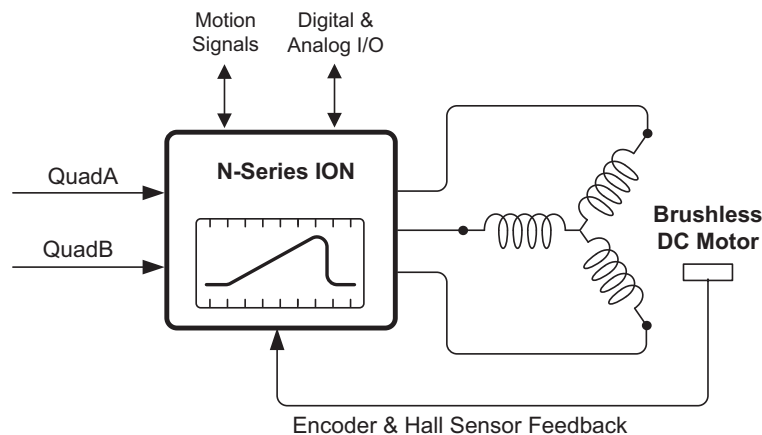 Motion
Signals
Digital &
Analog I/O
QuadA
QuadB
N-Series ION
Brushless
DC Motor
Encoder & Hall Sensor Feedback